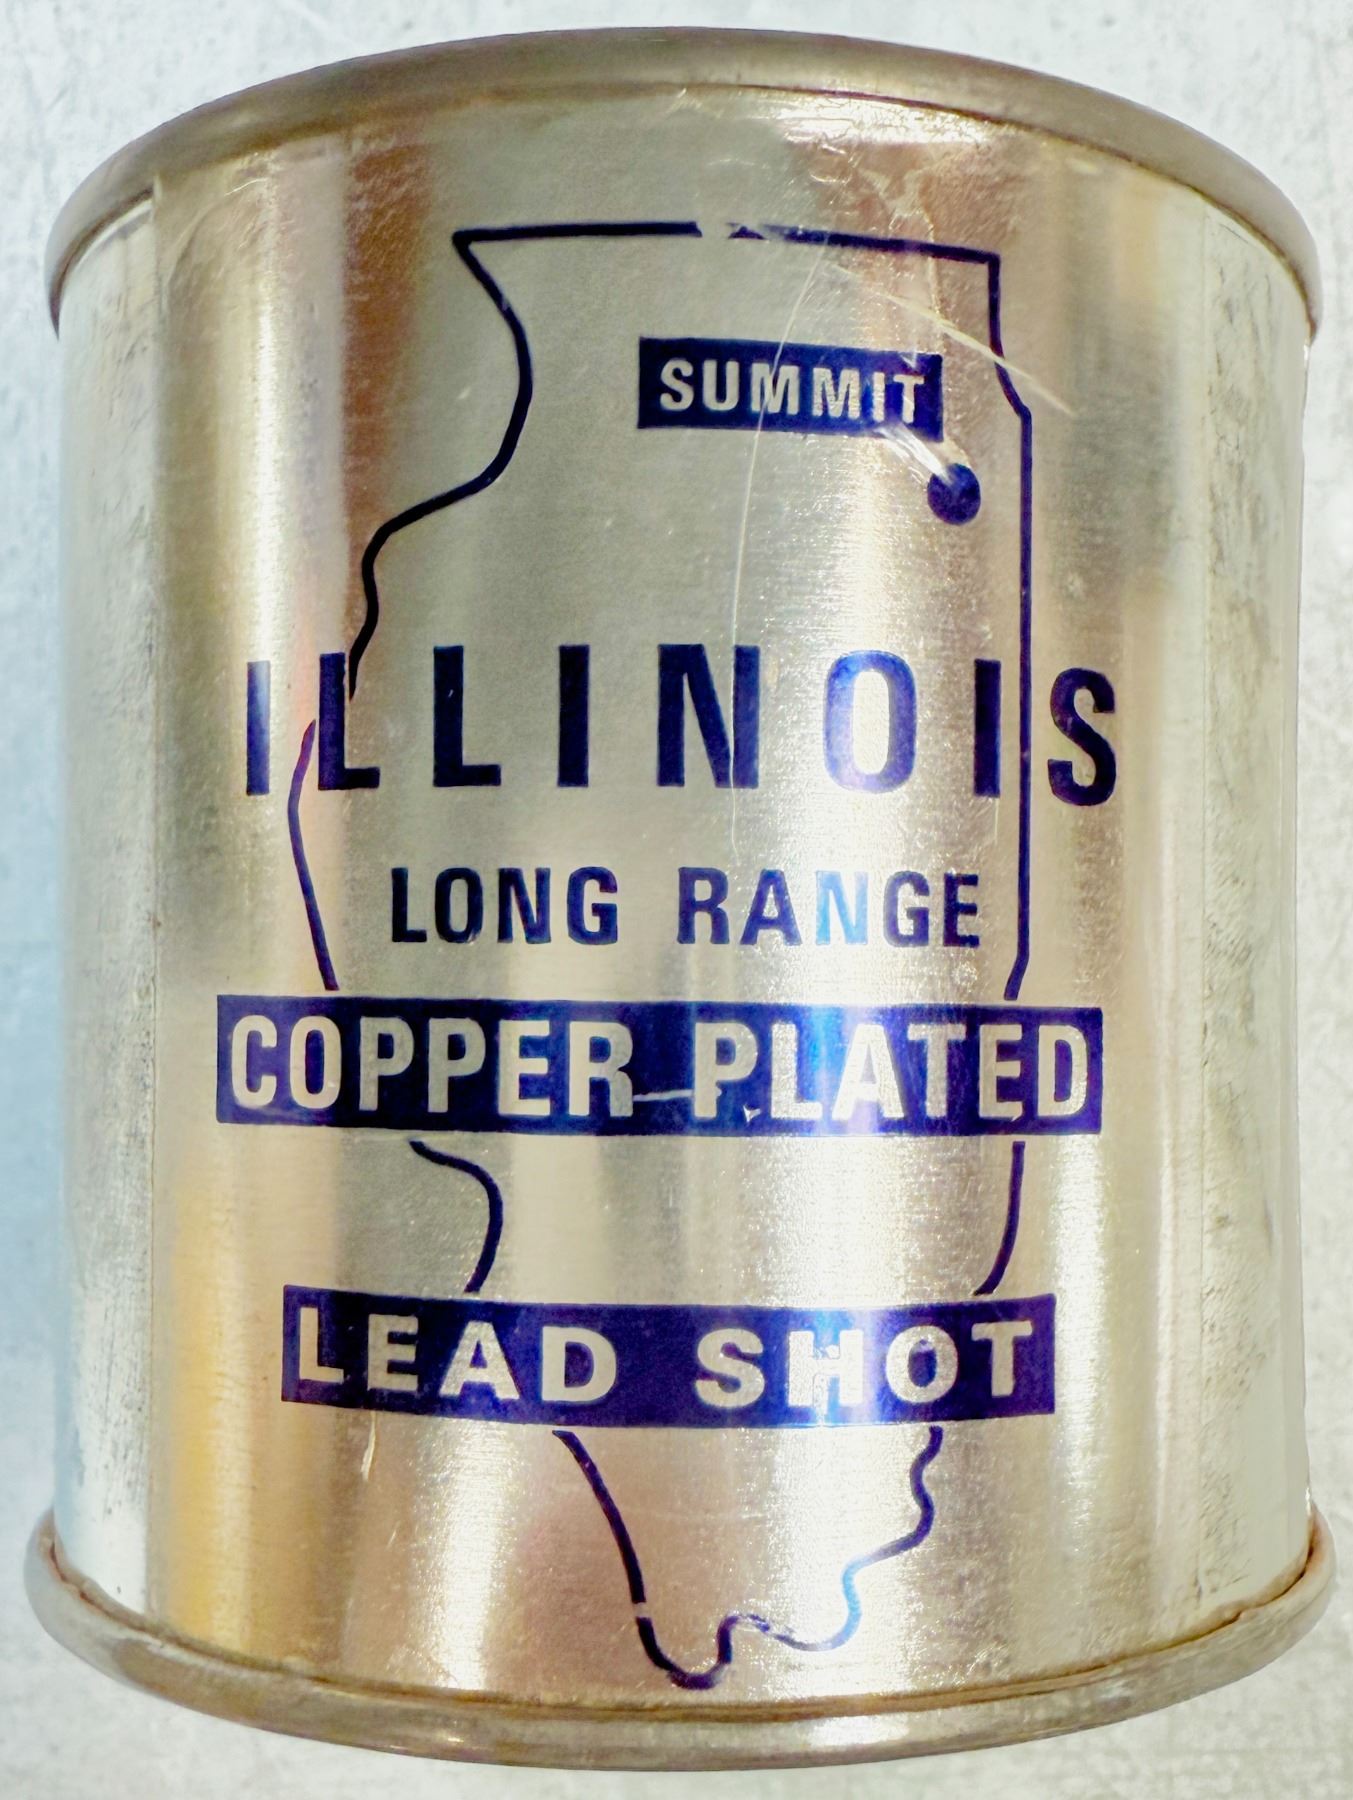 SUMMIT
ILLINOIS
LONG RANGE
COPPER PLATED
LEAD SHOT